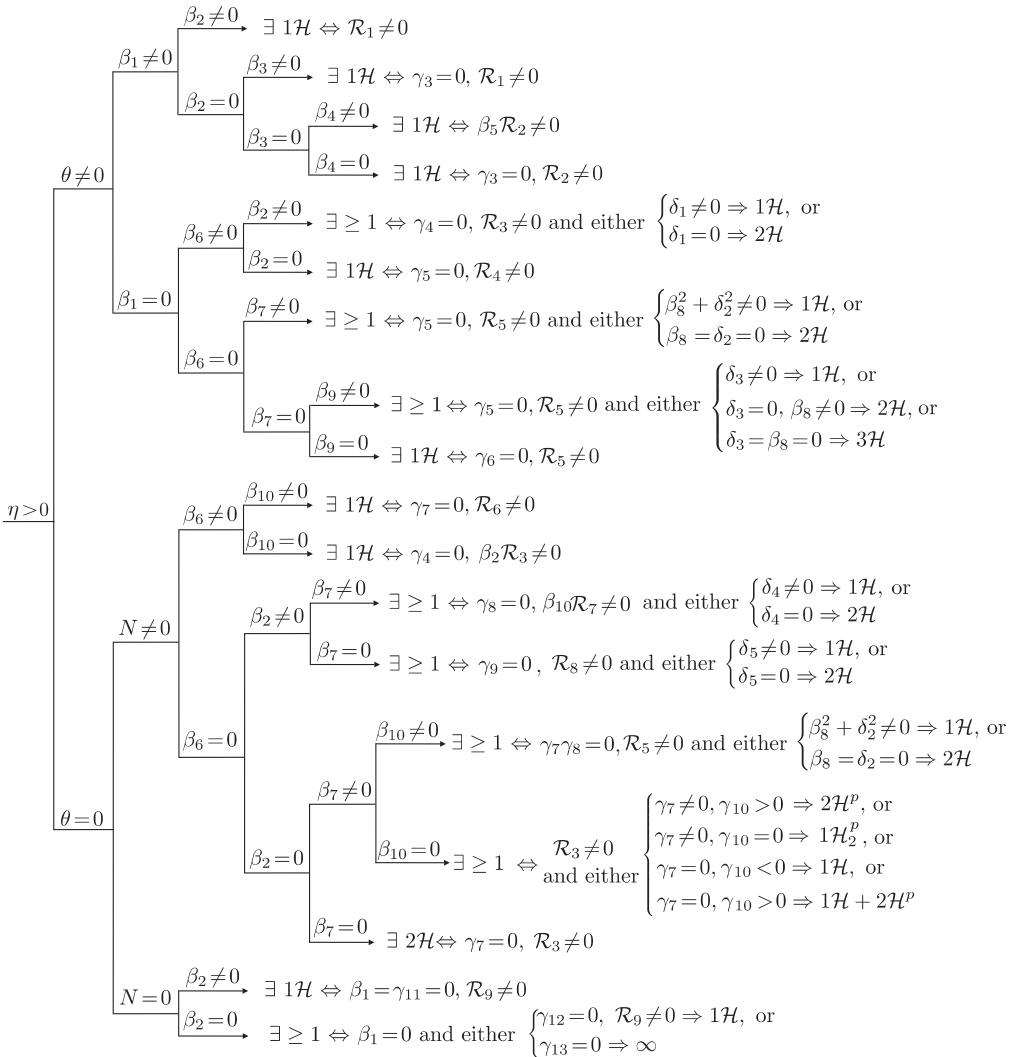 β₂≠0 ∃ 1ℋ ⇔ ℛ₁≠0
β₁≠0
β₃≠0 ∃ 1ℋ ⇔ γ₃=0, ℛ₁≠0
β₂=0
β₄≠0 ∃ 1ℋ ⇔ β₅ℛ₂≠0
β₃=0
β₄=0 ∃ 1ℋ ⇔ γ₃=0, ℛ₂≠0
θ≠0
β₂≠0 ∃ ≥ 1 ⇔ γ₄=0, ℛ₃≠0 and either {δ₁≠0 ⇒ 1ℋ, or
δ₁=0 ⇒ 2ℋ
β₆≠0
β₂=0 ∃ 1ℋ ⇔ γ₅=0, ℛ₄≠0
β₁=0
β₇≠0 ∃ ≥ 1 ⇔ γ₅=0, ℛ₅≠0 and either {β₈² + δ₂² ≠0 ⇒ 1ℋ, or
β₈ =δ₂=0 ⇒ 2ℋ
β₆=0
β₉≠0 ∃ ≥ 1 ⇔ γ₅=0, ℛ₅≠0 and either {δ₃≠0 ⇒ 1ℋ, or
δ₃=0, β₈≠0 ⇒ 2ℋ, or
δ₃=β₈=0 ⇒ 3ℋ
β₇=0
β₉=0 ∃ 1ℋ ⇔ γ₆=0, ℛ₅≠0
η>0
β₁₀≠0 ∃ 1ℋ ⇔ γ₇=0, ℛ₆≠0
β₆≠0
β₁₀=0 ∃ 1ℋ ⇔ γ₄=0, β₂ℛ₃≠0
N≠0
β₇≠0 ∃ ≥ 1 ⇔ γ₈=0, β₁₀ℛ₇≠0 and either {δ₄≠0 ⇒ 1ℋ, or
δ₄=0 ⇒ 2ℋ
β₂≠0
β₇=0 ∃ ≥ 1 ⇔ γ₉=0, ℛ₈≠0 and either {δ₅≠0 ⇒ 1ℋ, or
δ₅=0 ⇒ 2ℋ
β₆=0
β₁₀≠0 ∃ ≥ 1 ⇔ γ₇γ₈=0, ℛ₅≠0 and either {β₈² + δ₂² ≠0 ⇒ 1ℋ, or
β₈ =δ₂=0 ⇒ 2ℋ
β₇≠0
β₁₀=0 ∃ ≥ 1 ⇔ ℛ₃≠0 and either {γ₇≠0, γ₁₀>0 ⇒ 2ℋᵖ, or
γ₇≠0, γ₁₀=0 ⇒ 1ℋ₂ᵖ, or
γ₇=0, γ₁₀<0 ⇒ 1ℋ, or
γ₇=0, γ₁₀>0 ⇒ 1ℋ + 2ℋᵖ
β₂=0
β₇=0 ∃ 2ℋ ⇔ γ₇=0, ℛ₃≠0
θ=0
β₂≠0 ∃ 1ℋ ⇔ β₁=γ₁₁=0, ℛ₉≠0
N=0
β₂=0 ∃ ≥ 1 ⇔ β₁=0 and either {γ₁₂=0, ℛ₉≠0 ⇒ 1ℋ, or
γ₁₃=0 ⇒ ∞